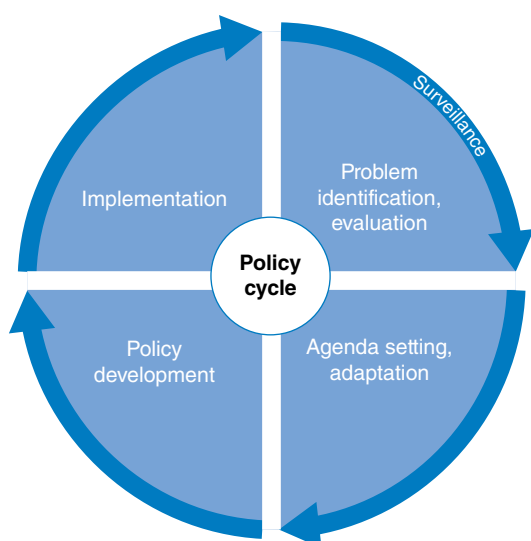 Surveillance
Problem
identification,
evaluation
Implementation
Policy
cycle
Agenda setting,
adaptation
Policy
development